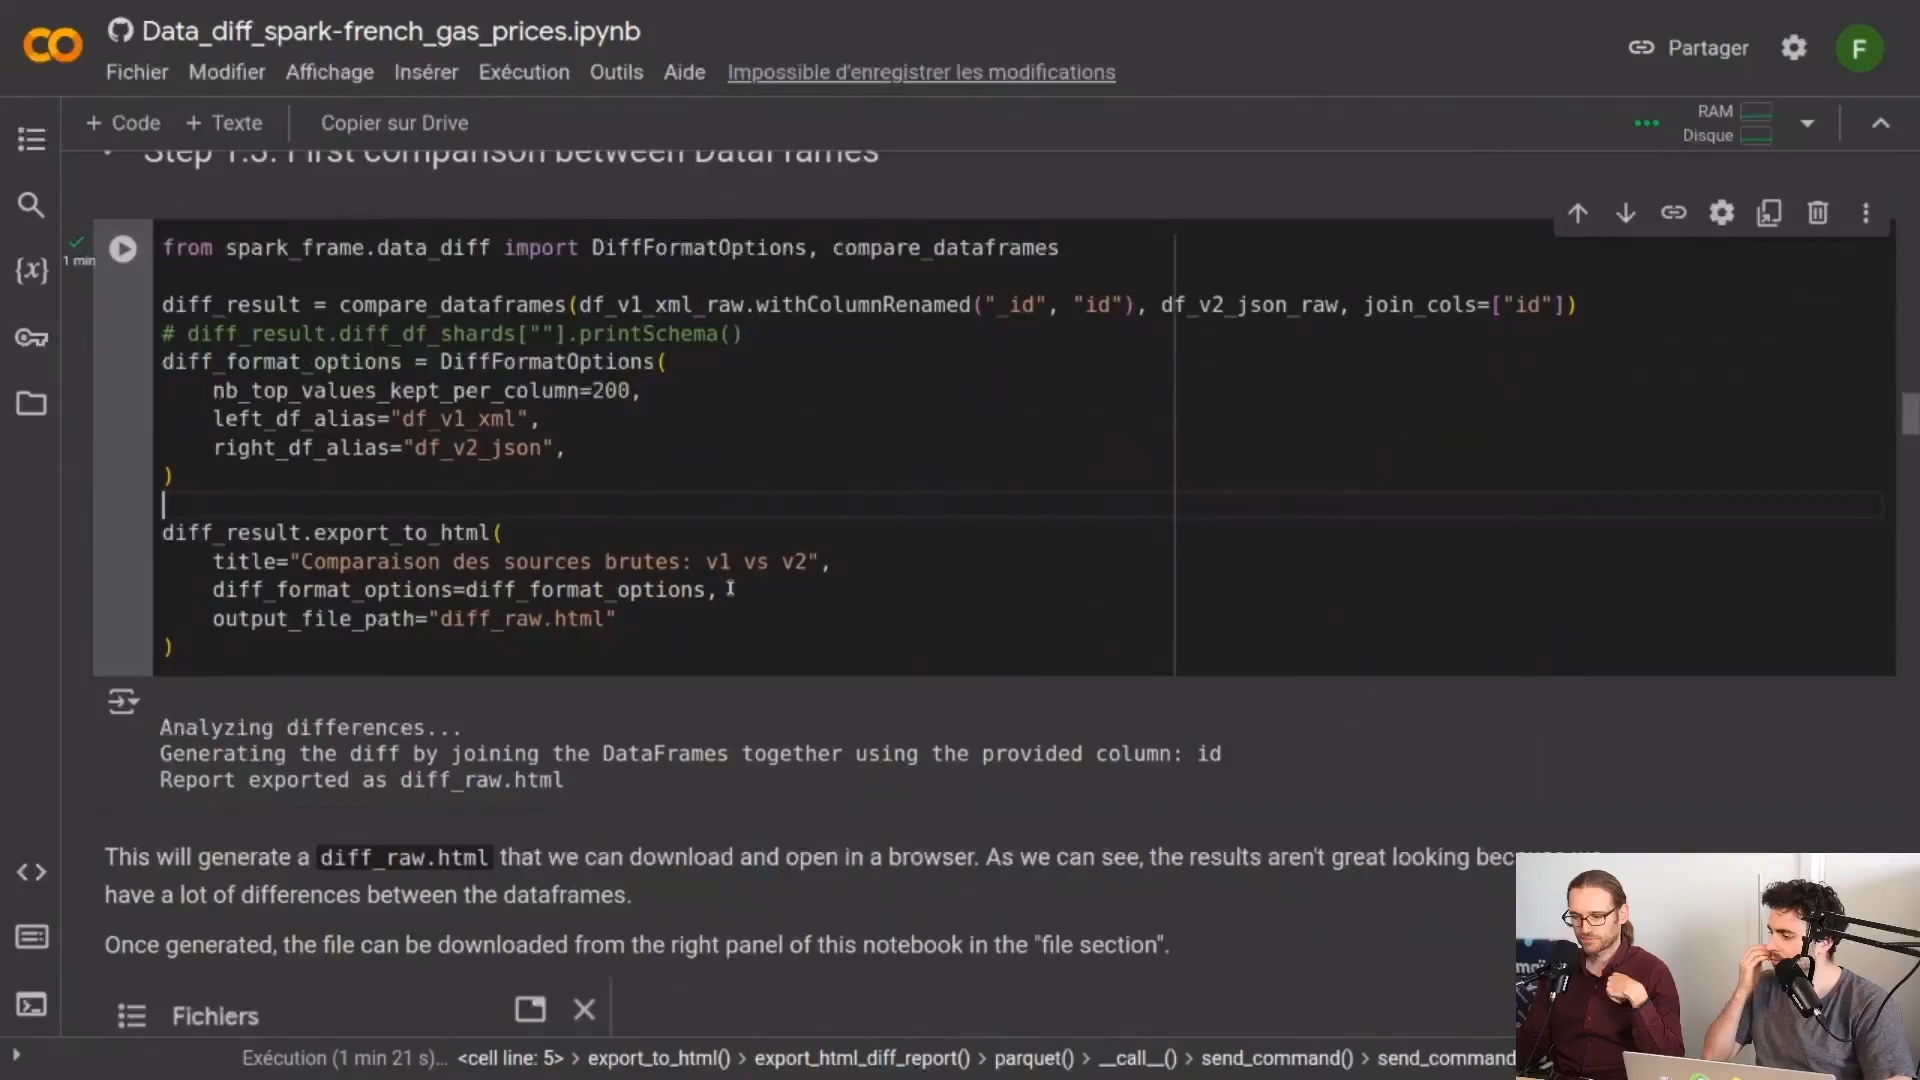 Data_diff_spark-french_gas_prices.ipynb
Partager
F
Fichier Modifier Affichage Insérer Exécution Outils Aide Impossible d'enregistrer les modifications
+ Code + Texte Copier sur Drive
RAM
Disque
Step 1.3. First comparison between DataFrames
1 min
from spark_frame.data_diff import DiffFormatOptions, compare_dataframes
diff_result = compare_dataframes(df_v1_xml_raw.withColumnRenamed("_id", "id"), df_v2_json_raw, join_cols=["id"])
# diff_result.diff_df_shards[""].printSchema()
diff_format_options = DiffFormatOptions(
nb_top_values_kept_per_column=200,
left_df_alias="df_v1_xml",
right_df_alias="df_v2_json",
)
diff_result.export_to_html(
title="Comparaison des sources brutes: v1 vs v2",
diff_format_options=diff_format_options,
output_file_path="diff_raw.html"
)
Analyzing differences...
Generating the diff by joining the DataFrames together using the provided column: id
Report exported as diff_raw.html
This will generate a diff_raw.html that we can download and open in a browser. As we can see, the results aren't great looking
have a lot of differences between the dataframes.
Once generated, the file can be downloaded from the right panel of this notebook in the "file section".
Fichiers
Exécution (1 min 21 s)... <cell line: 5> > export_to_html() > export_html_diff_report() > parquet() > __call__() > send_command() > send_command